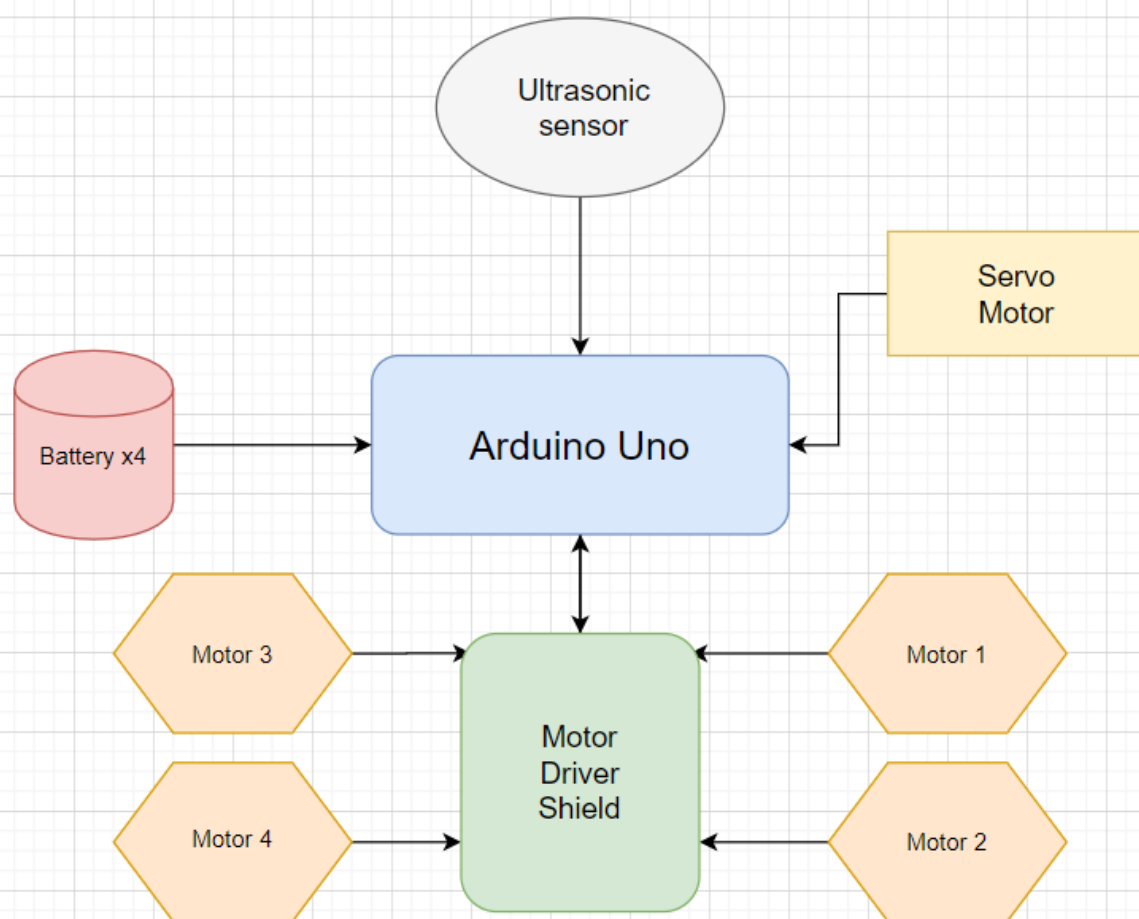 Ultrasonic
sensor
Servo
Motor
Battery x4
Arduino Uno
Motor 3
Motor 1
Motor
Driver
Shield
Motor 4
Motor 2